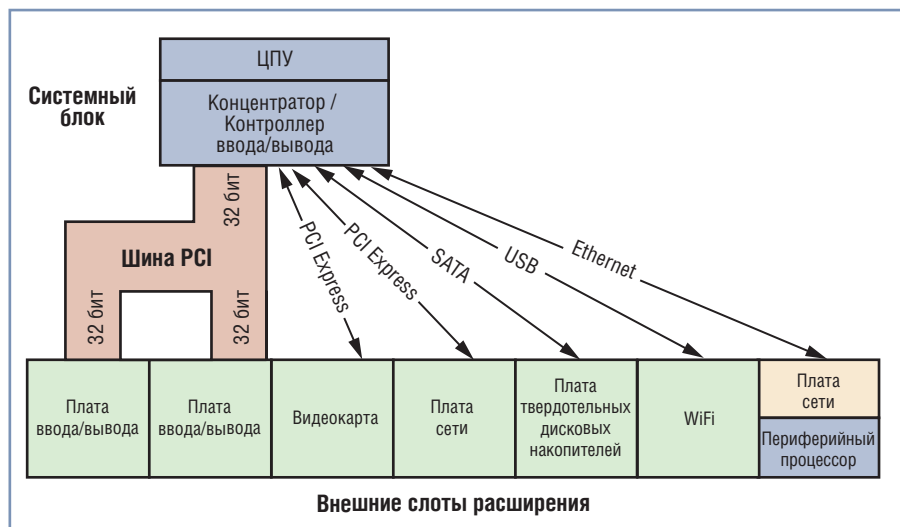 ЦПУ
Системный
блок
Концентратор /
Контроллер
ввода/вывода
32 бит
Шина PCI
32 бит
32 бит
PCI Express
PCI Express
SATA
USB
Ethernet
Плата
ввода/вывода
Плата
ввода/вывода
Видеокарта
Плата
сети
Плата
твердотельных
дисковых
накопителей
WiFi
Плата
сети
Периферийный
процессор
Внешние слоты расширения